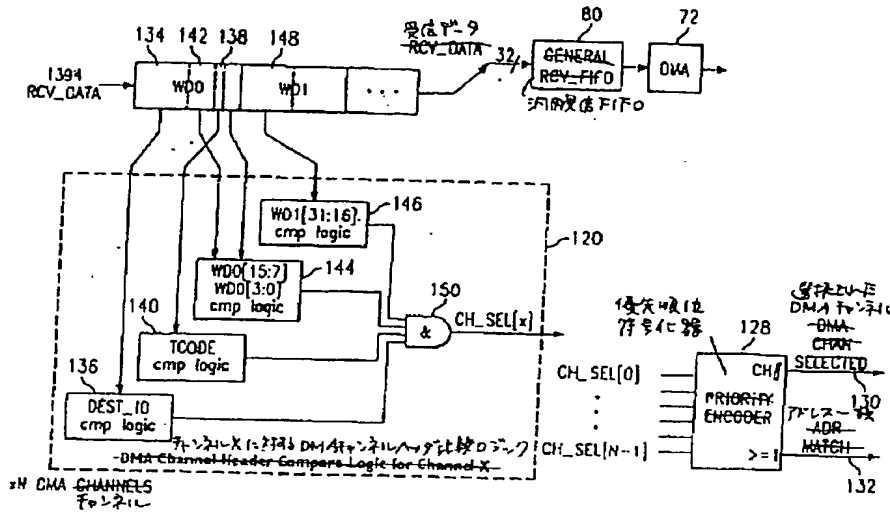 134 142 138 148
受信データ
RCV_DATA
32
80
72
1394
RCV_DATA
WD0
WD1
...
GENERAL
RCV_FIFO
汎用受信FIFO
DMA
WD1[31:16]
cmp logic
146
120
WD0[15:7]
WD0[3:0]
cmp logic
144
140
TCODE
cmp logic
136
DEST_ID
cmp logic
150
&
CH_SEL[x]
チャンネルXに対するDMAチャンネルヘッダ比較ロジック
DMA Channel Header Compare Logic for Channel X
xN DMA CHANNELS
チャンネル
優先順位
符号化器
128
CH_SEL[0]
CH_SEL[N-1]
PRIORITY
ENCODER
CH#
>=1
選択された
DMAチャンネル
DMA
CHAN
SELECTED
130
アドレス一致
ADR
MATCH
132